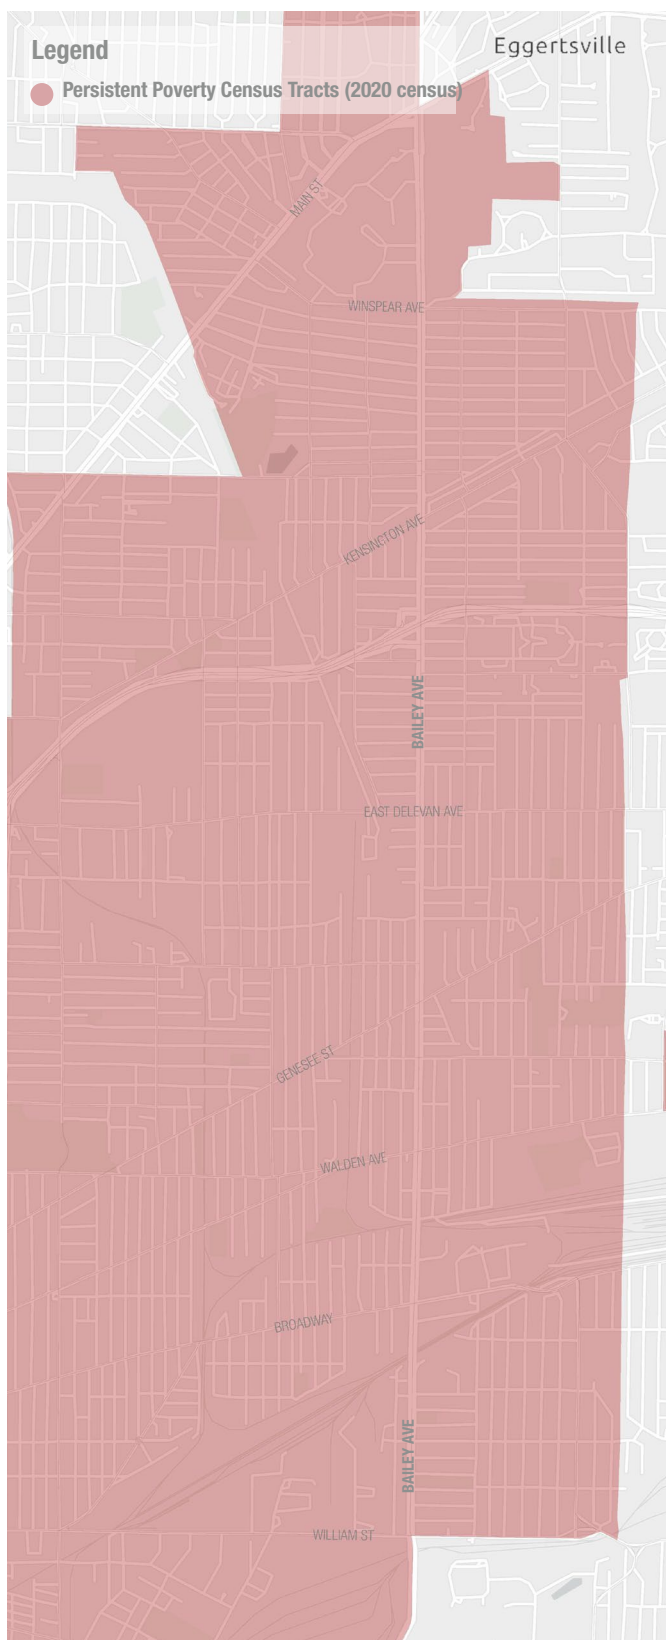 Legend
Eggertsville
Persistent Poverty Census Tracts (2020 census)
MAIN ST
WINSPEAR AVE
KENSINGTON AVE
BAILEY AVE
EAST DELEVAN AVE
GENESEE ST
WALDEN AVE
BROADWAY
BAILEY AVE
WILLIAM ST